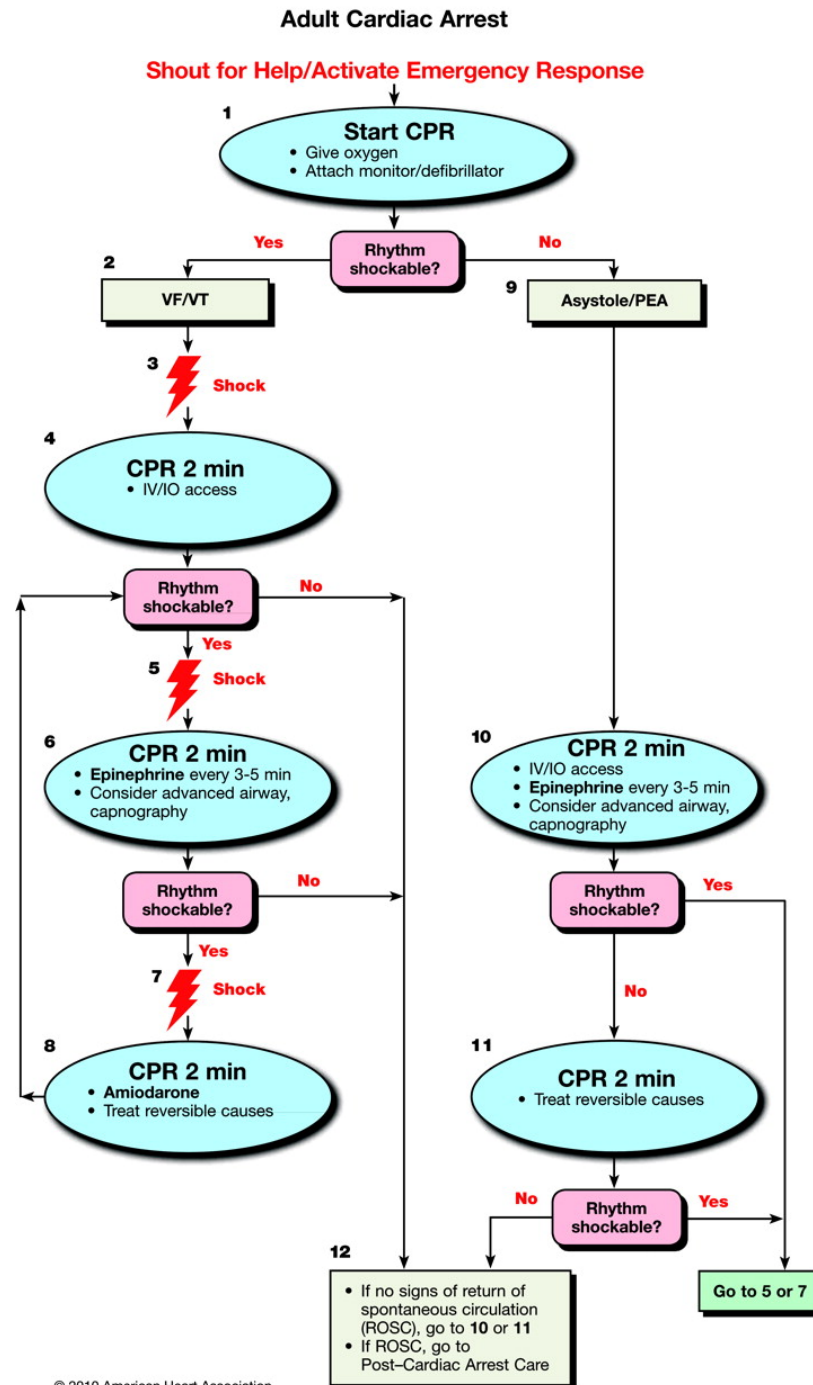 Adult Cardiac Arrest
Shout for Help/Activate Emergency Response
1
Start CPR
• Give oxygen
• Attach monitor/defibrillator
Yes
Rhythm
shockable?
No
2
VF/VT
9
Asystole/PEA
3
Shock
4
CPR 2 min
• IV/IO access
Rhythm
shockable?
No
Yes
5
Shock
6
CPR 2 min
• Epinephrine every 3-5 min
• Consider advanced airway,
capnography
Rhythm
shockable?
No
Yes
7
Shock
8
CPR 2 min
• Amiodarone
• Treat reversible causes
10
CPR 2 min
• IV/IO access
• Epinephrine every 3-5 min
• Consider advanced airway,
capnography
Rhythm
shockable?
Yes
No
11
CPR 2 min
• Treat reversible causes
No
Rhythm
shockable?
Yes
12
• If no signs of return of
spontaneous circulation
(ROSC), go to 10 or 11
• If ROSC, go to
Post–Cardiac Arrest Care
Go to 5 or 7
© 2010 American Heart Association